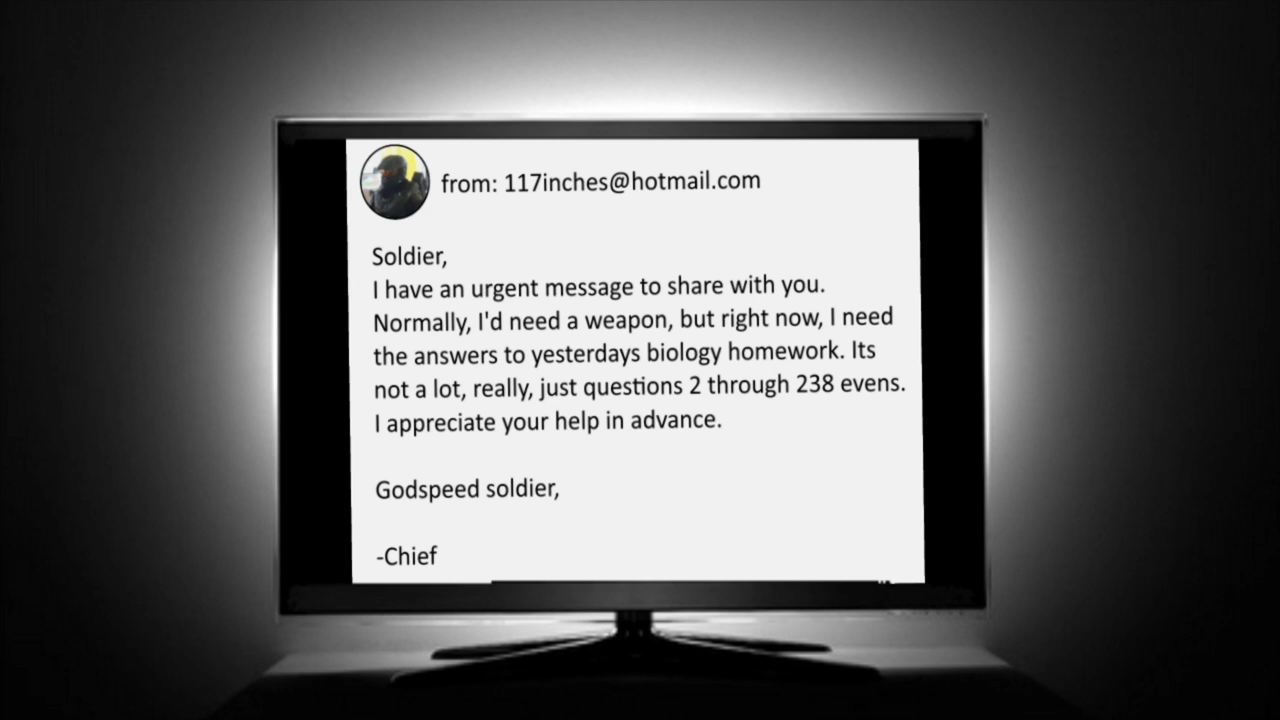 from: 117inches@hotmail.com
Soldier,
I have an urgent message to share with you.
Normally, I'd need a weapon, but right now, I need
the answers to yesterdays biology homework. Its
not a lot, really, just questions 2 through 238 evens.
I appreciate your help in advance.
Godspeed soldier,
-Chief